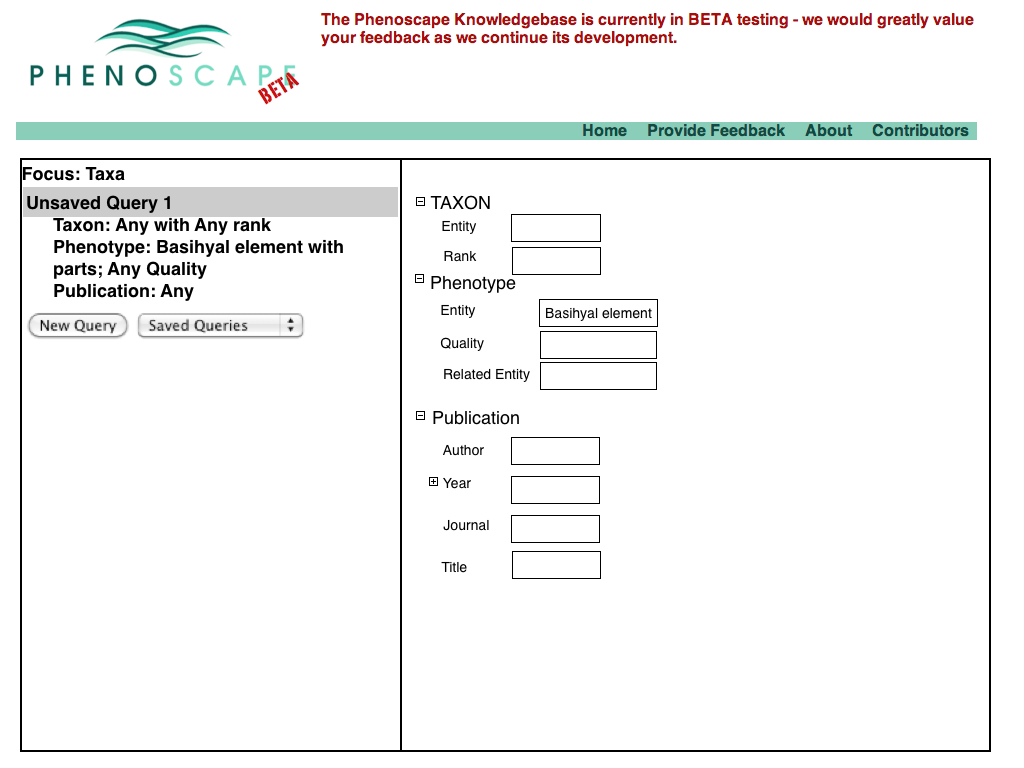 The Phenoscape Knowledgebase is currently in BETA testing - we would greatly value
your feedback as we continue its development.
PHENOSCAPE
BETA
Home Provide Feedback About Contributors
Focus: Taxa
Unsaved Query 1
Taxon: Any with Any rank
Phenotype: Basihyal element with
parts; Any Quality
Publication: Any
New Query Saved Queries
TAXON
Entity
Rank
Phenotype
Entity Basihyal element
Quality
Related Entity
Publication
Author
Year
Journal
Title